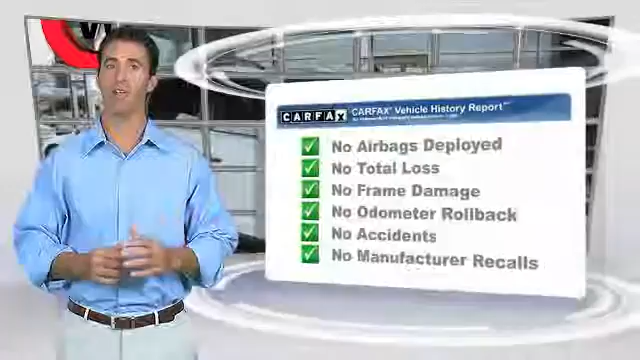 CARFAX CARFAX® Vehicle History Report™
No Airbags Deployed
No Total Loss
No Frame Damage
No Odometer Rollback
No Accidents
No Manufacturer Recalls